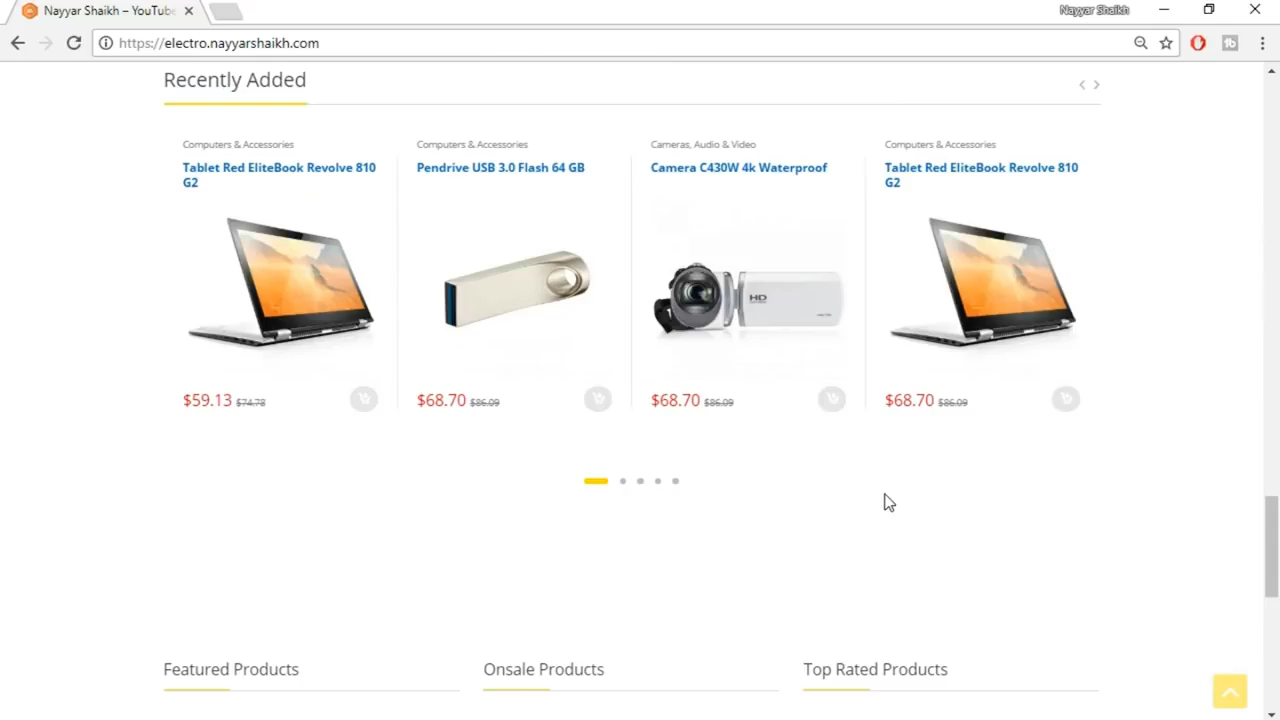 Nayyar Shaikh – YouTube
Nayyar Shaikh
https://electro.nayyarshaikh.com
Recently Added
Computers & Accessories
Tablet Red EliteBook Revolve 810
G2
$59.13 $74.78
Computers & Accessories
Pendrive USB 3.0 Flash 64 GB
$68.70 $86.09
Cameras, Audio & Video
Camera C430W 4k Waterproof
HD
$68.70 $86.09
Computers & Accessories
Tablet Red EliteBook Revolve 810
G2
$68.70 $86.09
Featured Products
Onsale Products
Top Rated Products